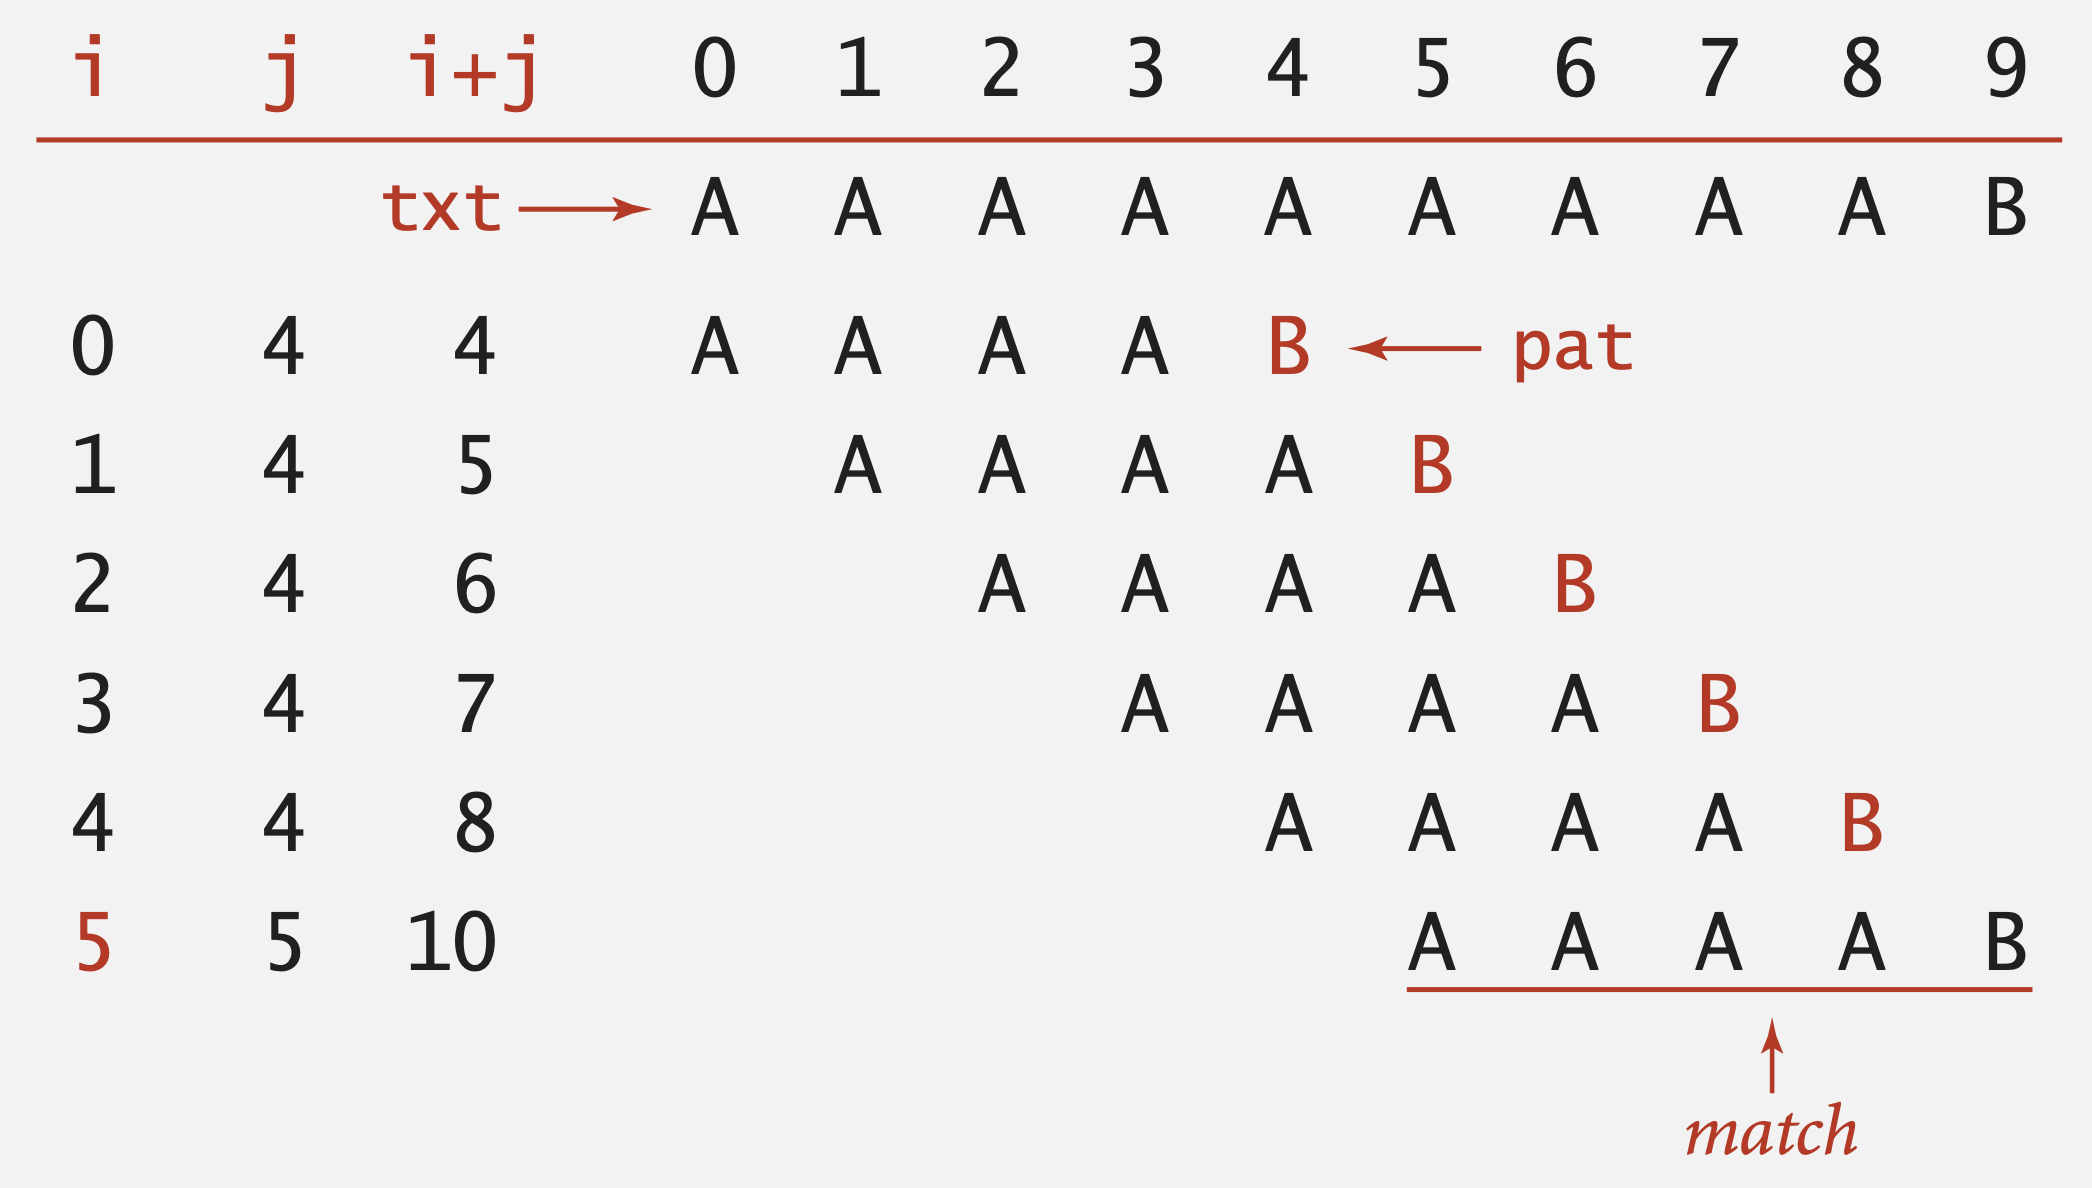 i j i+j 0 1 2 3 4 5 6 7 8 9
txt A A A A A A A A A B
0 4 4 A A A A B pat
1 4 5 A A A A B
2 4 6 A A A A B
3 4 7 A A A A B
4 4 8 A A A A B
5 5 10 A A A A B
match